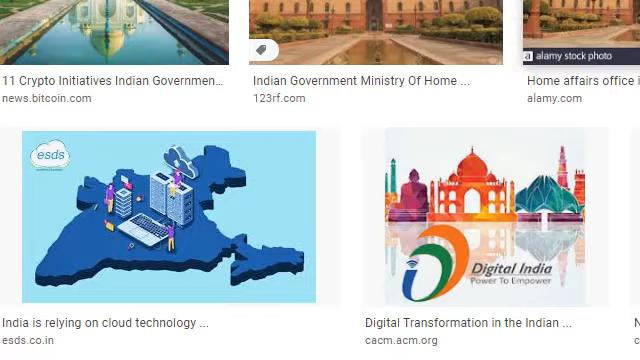 a alamy stock photo
11 Crypto Initiatives Indian Governmen...
Indian Government Ministry Of Home ...
Home affairs office i
news.bitcoin.com
123rf.com
alamy.com
esds
Digital India
Power To Empower
India is relying on cloud technology ...
Digital Transformation in the Indian ...
N
esds.co.in
cacm.acm.org
c